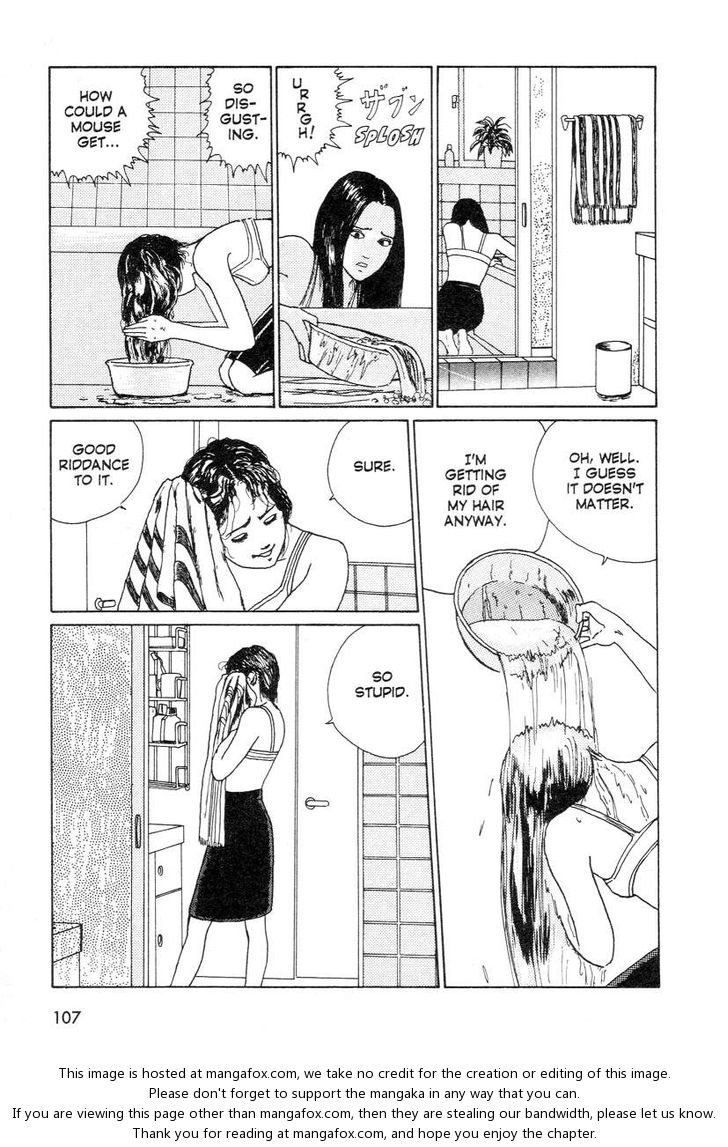 ザブン
SPLOSH
URRGH!
SO
DIS-
GUST-
ING.
HOW
COULD A
MOUSE
GET...
OH, WELL.
I GUESS
IT DOESN'T
MATTER.
I'M
GETTING
RID OF
MY HAIR
ANYWAY.
SURE.
GOOD
RIDDANCE
TO IT.
SO
STUPID.
107
This image is hosted at mangafox.com, we take no credit for the creation or editing of this image.
Please don't forget to support the mangaka in any way that you can.
If you are viewing this page other than mangafox.com, then they are stealing our bandwidth, please let us know.
Thank you for reading at mangafox.com, and hope you enjoy the chapter.